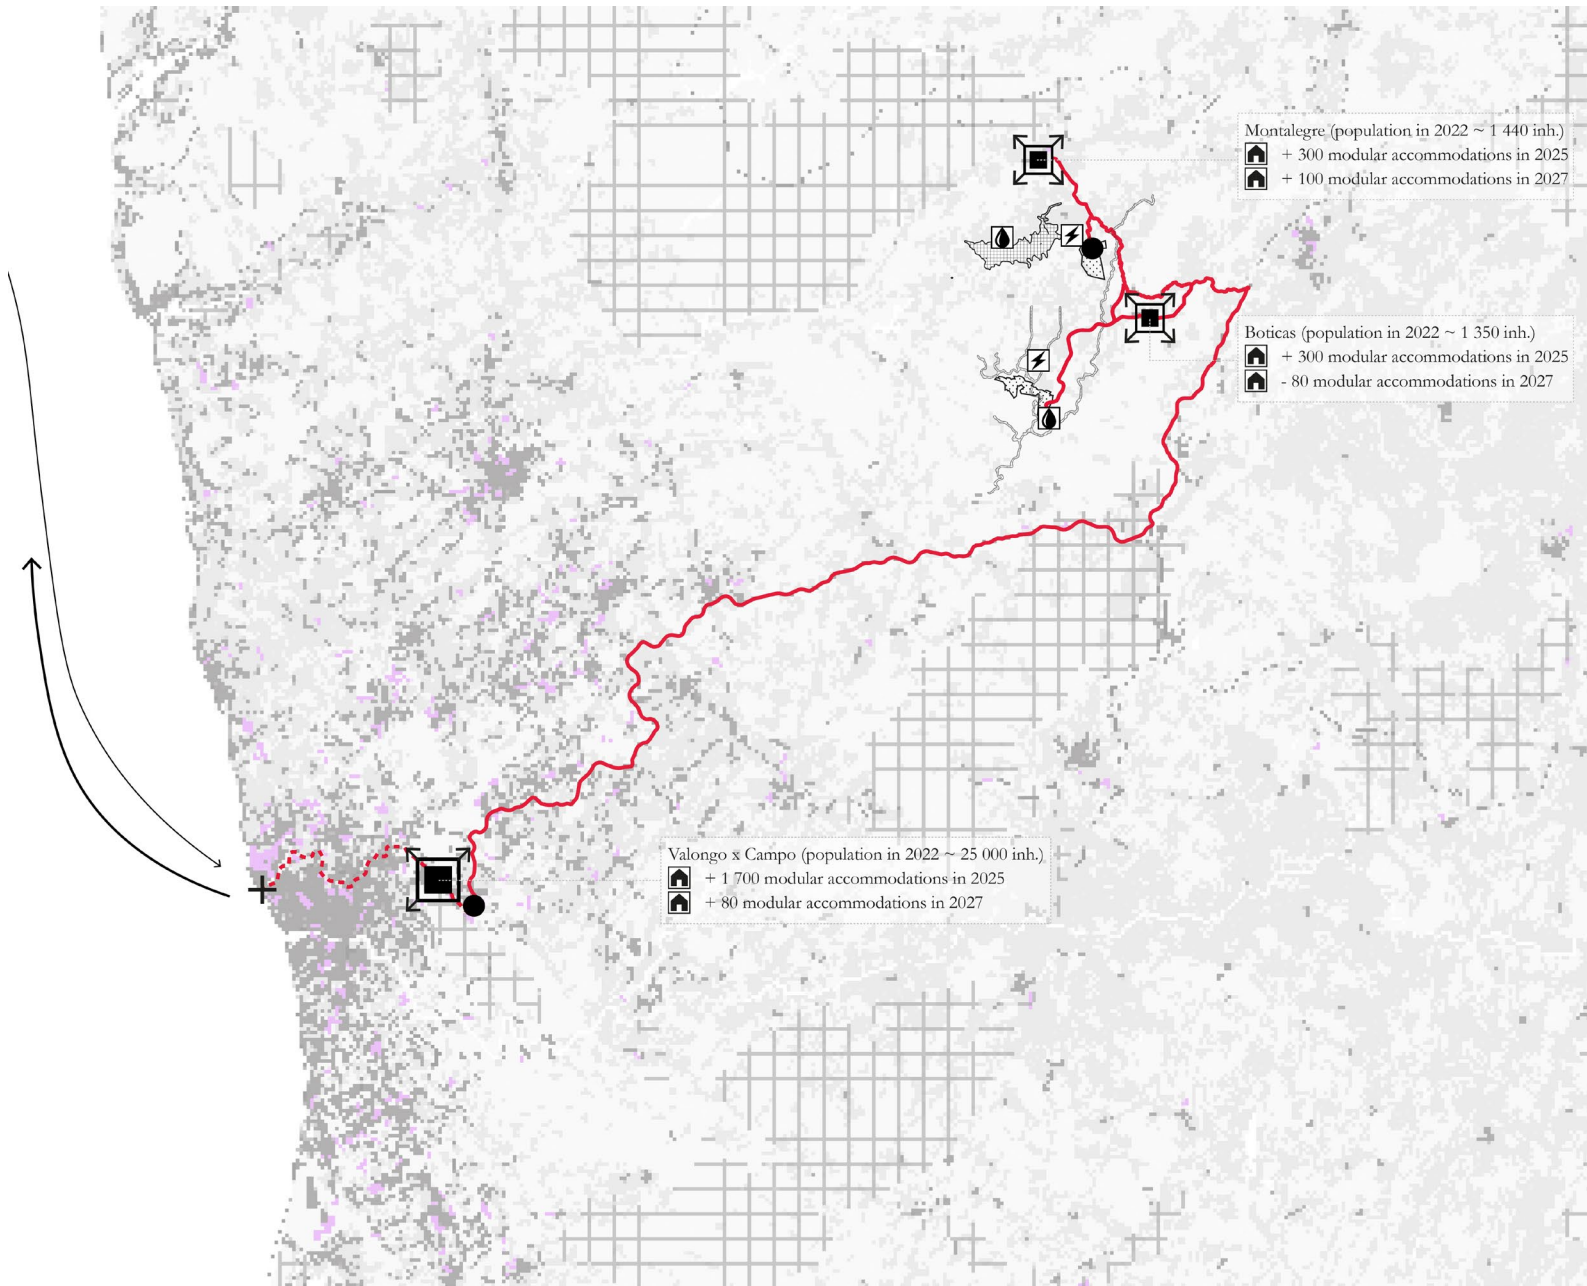 Montalegre (population in 2022 ~ 1 440 inh.)
+ 300 modular accommodations in 2025
+ 100 modular accommodations in 2027
Boticas (population in 2022 ~ 1 350 inh.)
+ 300 modular accommodations in 2025
- 80 modular accommodations in 2027
Valongo x Campo (population in 2022 ~ 25 000 inh.)
+ 1 700 modular accommodations in 2025
+ 80 modular accommodations in 2027